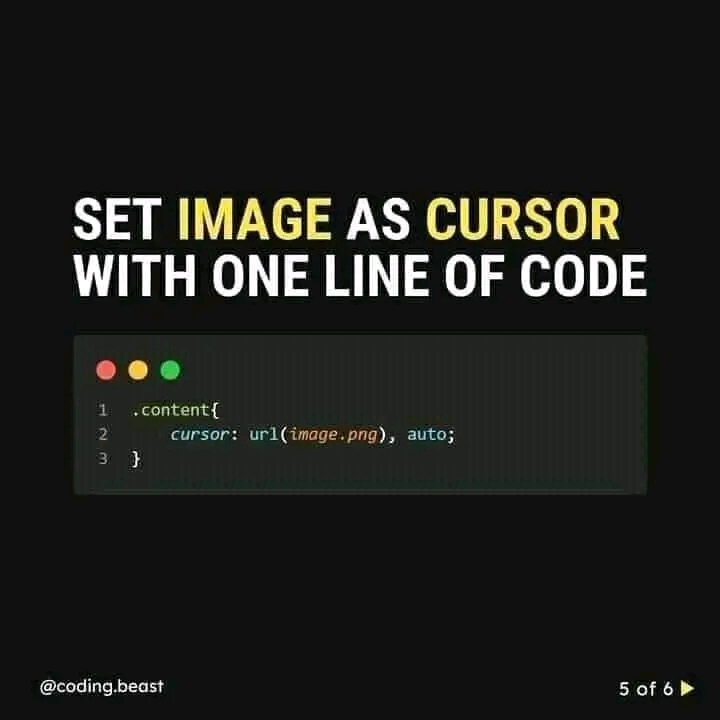 SET IMAGE AS CURSOR
WITH ONE LINE OF CODE
1 .content{
2     cursor: url(image.png), auto;
3 }
@coding.beast
5 of 6